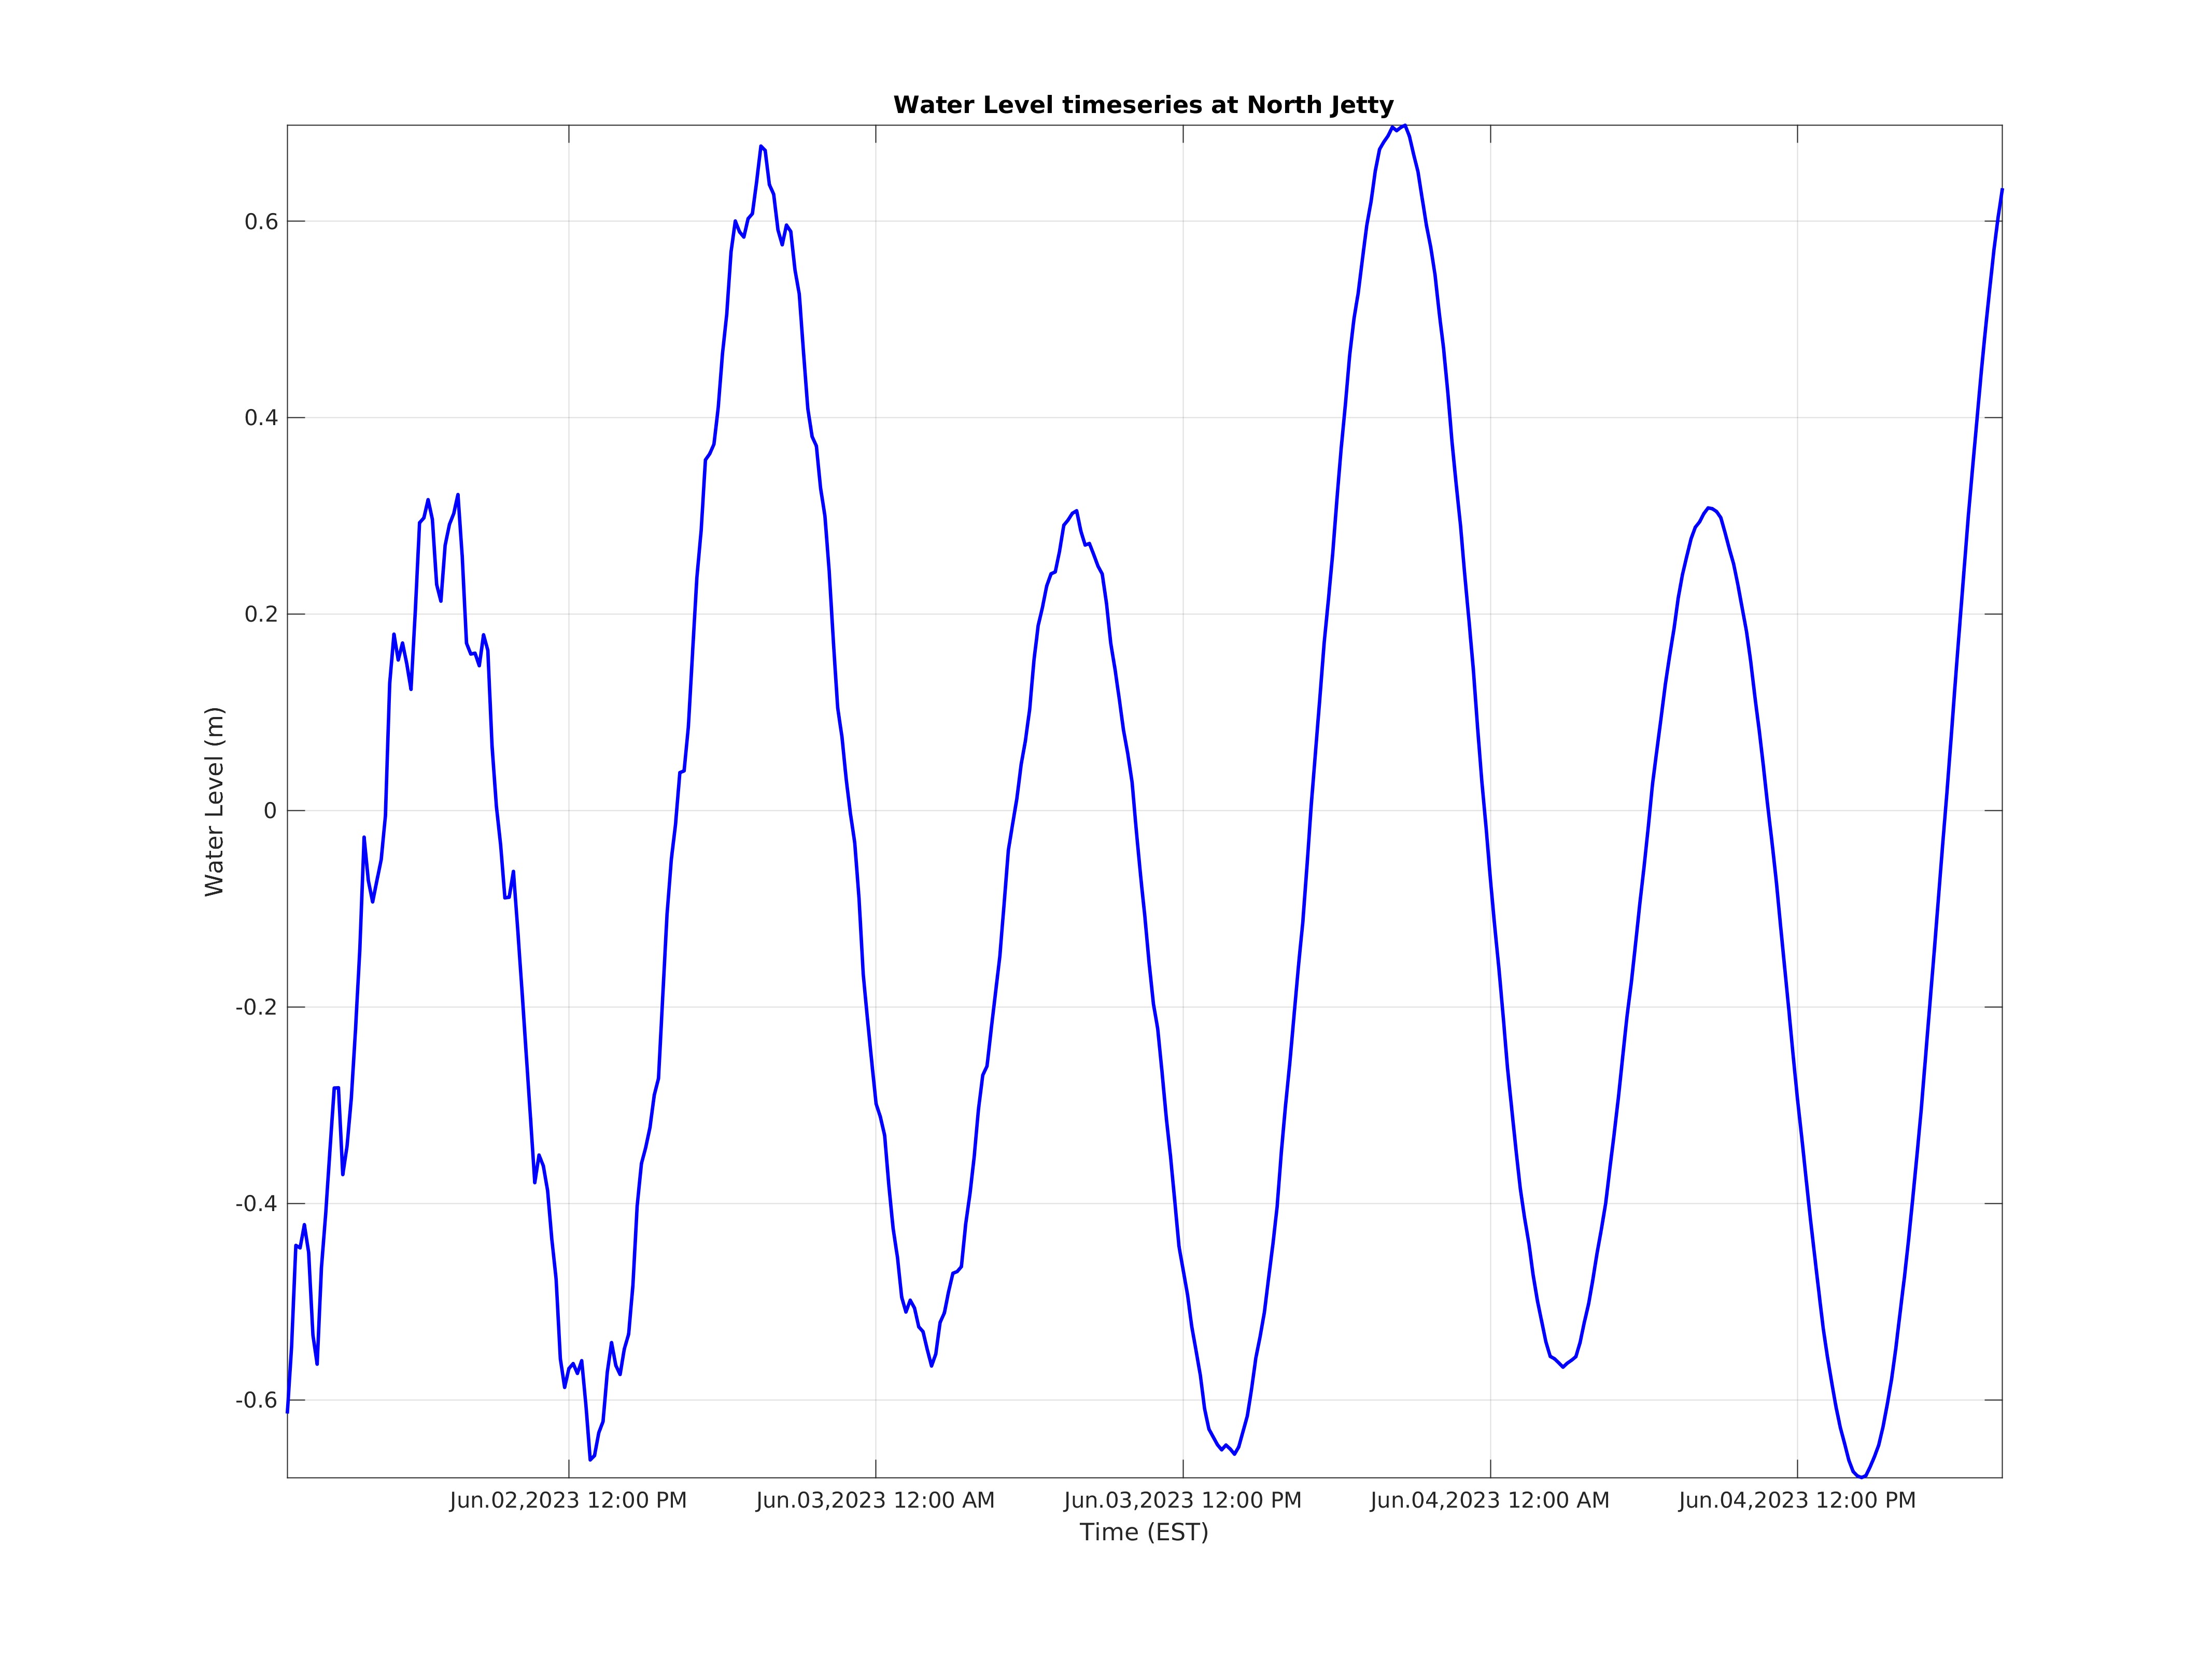 Water Level timeseries at North Jetty
0.6
0.4
0.2
0
-0.2
-0.4
-0.6
Water Level (m)
Jun.02,2023 12:00 PM
Jun.03,2023 12:00 AM
Jun.03,2023 12:00 PM
Jun.04,2023 12:00 AM
Jun.04,2023 12:00 PM
Time (EST)